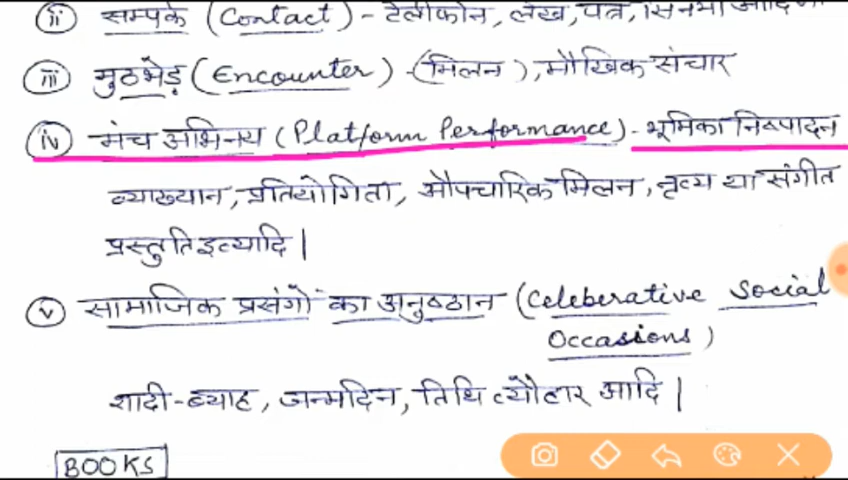 (ii) सम्पर्क (Contact) - टेलीफोन, लेख, पत्र, सिनेमा आदि
(iii) मुठभेड़ (Encounter) - (मिलन), मौखिक संचार
(iv) मंच अभिनय (Platform Performance) - भूमिका निष्पादन
व्याख्यान, प्रतियोगिता, औपचारिक मिलन, नृत्य या संगीत
प्रस्तुति इत्यादि |
(v) सामाजिक प्रसंगों का अनुष्ठान (Celeberative Social
Occasions)
शादी-ब्याह, जन्मदिन, तिथि त्यौहार आदि |
BOOKS